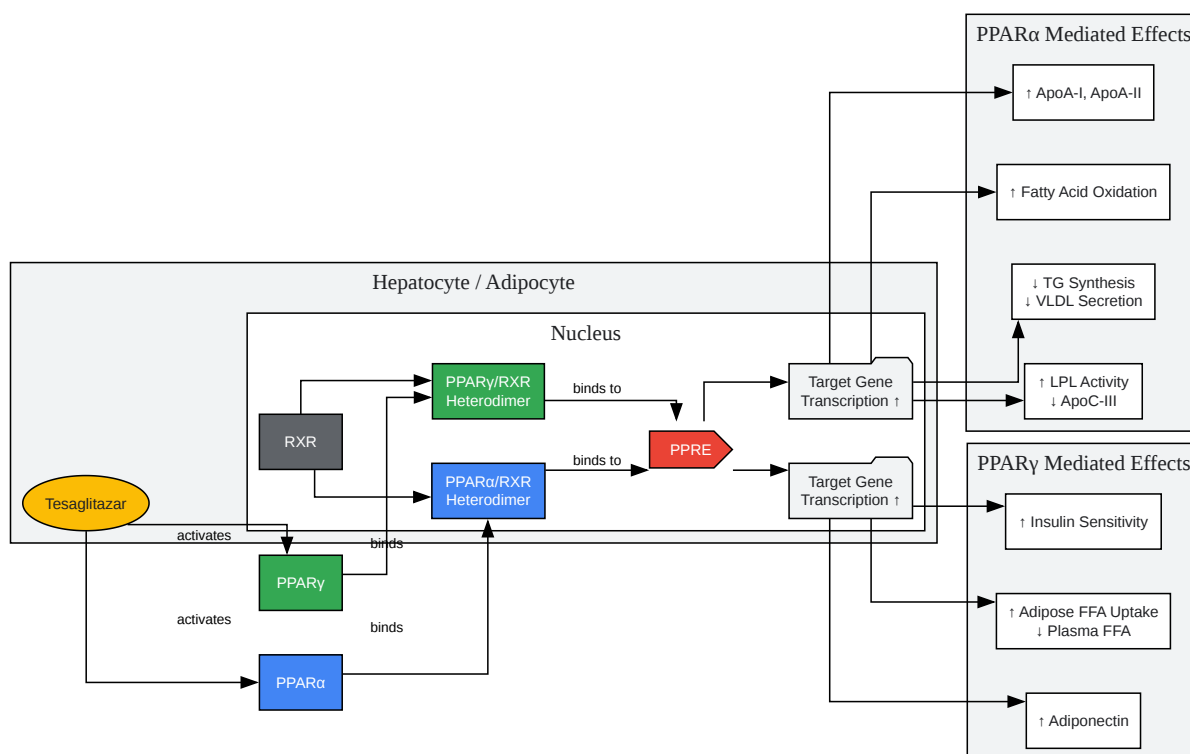 PPARα Mediated Effects
↑ ApoA-I, ApoA-II
↑ Fatty Acid Oxidation
↓ TG Synthesis
↓ VLDL Secretion
↑ LPL Activity
↓ ApoC-III
Hepatocyte / Adipocyte
Nucleus
RXR
PPARγ/RXR
Heterodimer
PPARα/RXR
Heterodimer
binds to
binds to
PPRE
Target Gene
Transcription ↑
Target Gene
Transcription ↑
Tesaglitazar
activates
binds
PPARγ
activates
binds
PPARα
PPARγ Mediated Effects
↑ Insulin Sensitivity
↑ Adipose FFA Uptake
↓ Plasma FFA
↑ Adiponectin